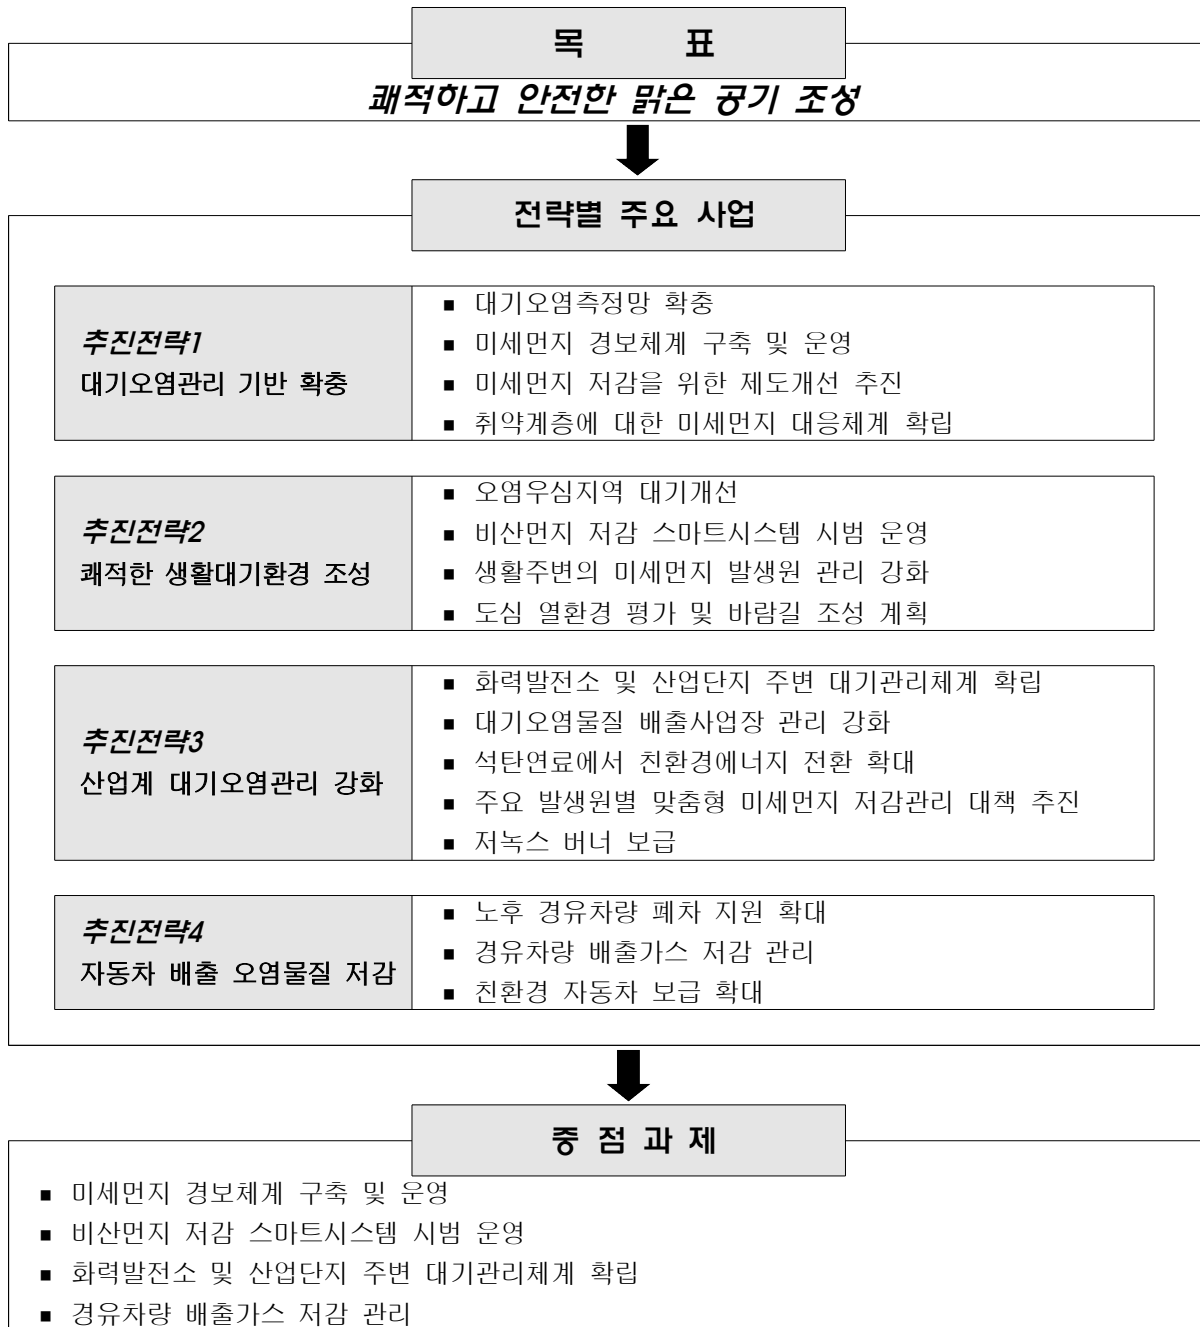 목 표
쾌적하고 안전한 맑은 공기 조성
전략별 주요 사업
추진전략1
대기오염관리 기반 확충
■ 대기오염측정망 확충
■ 미세먼지 경보체계 구축 및 운영
■ 미세먼지 저감을 위한 제도개선 추진
■ 취약계층에 대한 미세먼지 대응체계 확립
추진전략2
쾌적한 생활대기환경 조성
■ 오염우심지역 대기개선
■ 비산먼지 저감 스마트시스템 시범 운영
■ 생활주변의 미세먼지 발생원 관리 강화
■ 도심 열환경 평가 및 바람길 조성 계획
추진전략3
산업계 대기오염관리 강화
■ 화력발전소 및 산업단지 주변 대기관리체계 확립
■ 대기오염물질 배출사업장 관리 강화
■ 석탄연료에서 친환경에너지 전환 확대
■ 주요 발생원별 맞춤형 미세먼지 저감관리 대책 추진
■ 저녹스 버너 보급
추진전략4
자동차 배출 오염물질 저감
■ 노후 경유차량 폐차 지원 확대
■ 경유차량 배출가스 저감 관리
■ 친환경 자동차 보급 확대
중 점 과 제
■ 미세먼지 경보체계 구축 및 운영
■ 비산먼지 저감 스마트시스템 시범 운영
■ 화력발전소 및 산업단지 주변 대기관리체계 확립
■ 경유차량 배출가스 저감 관리